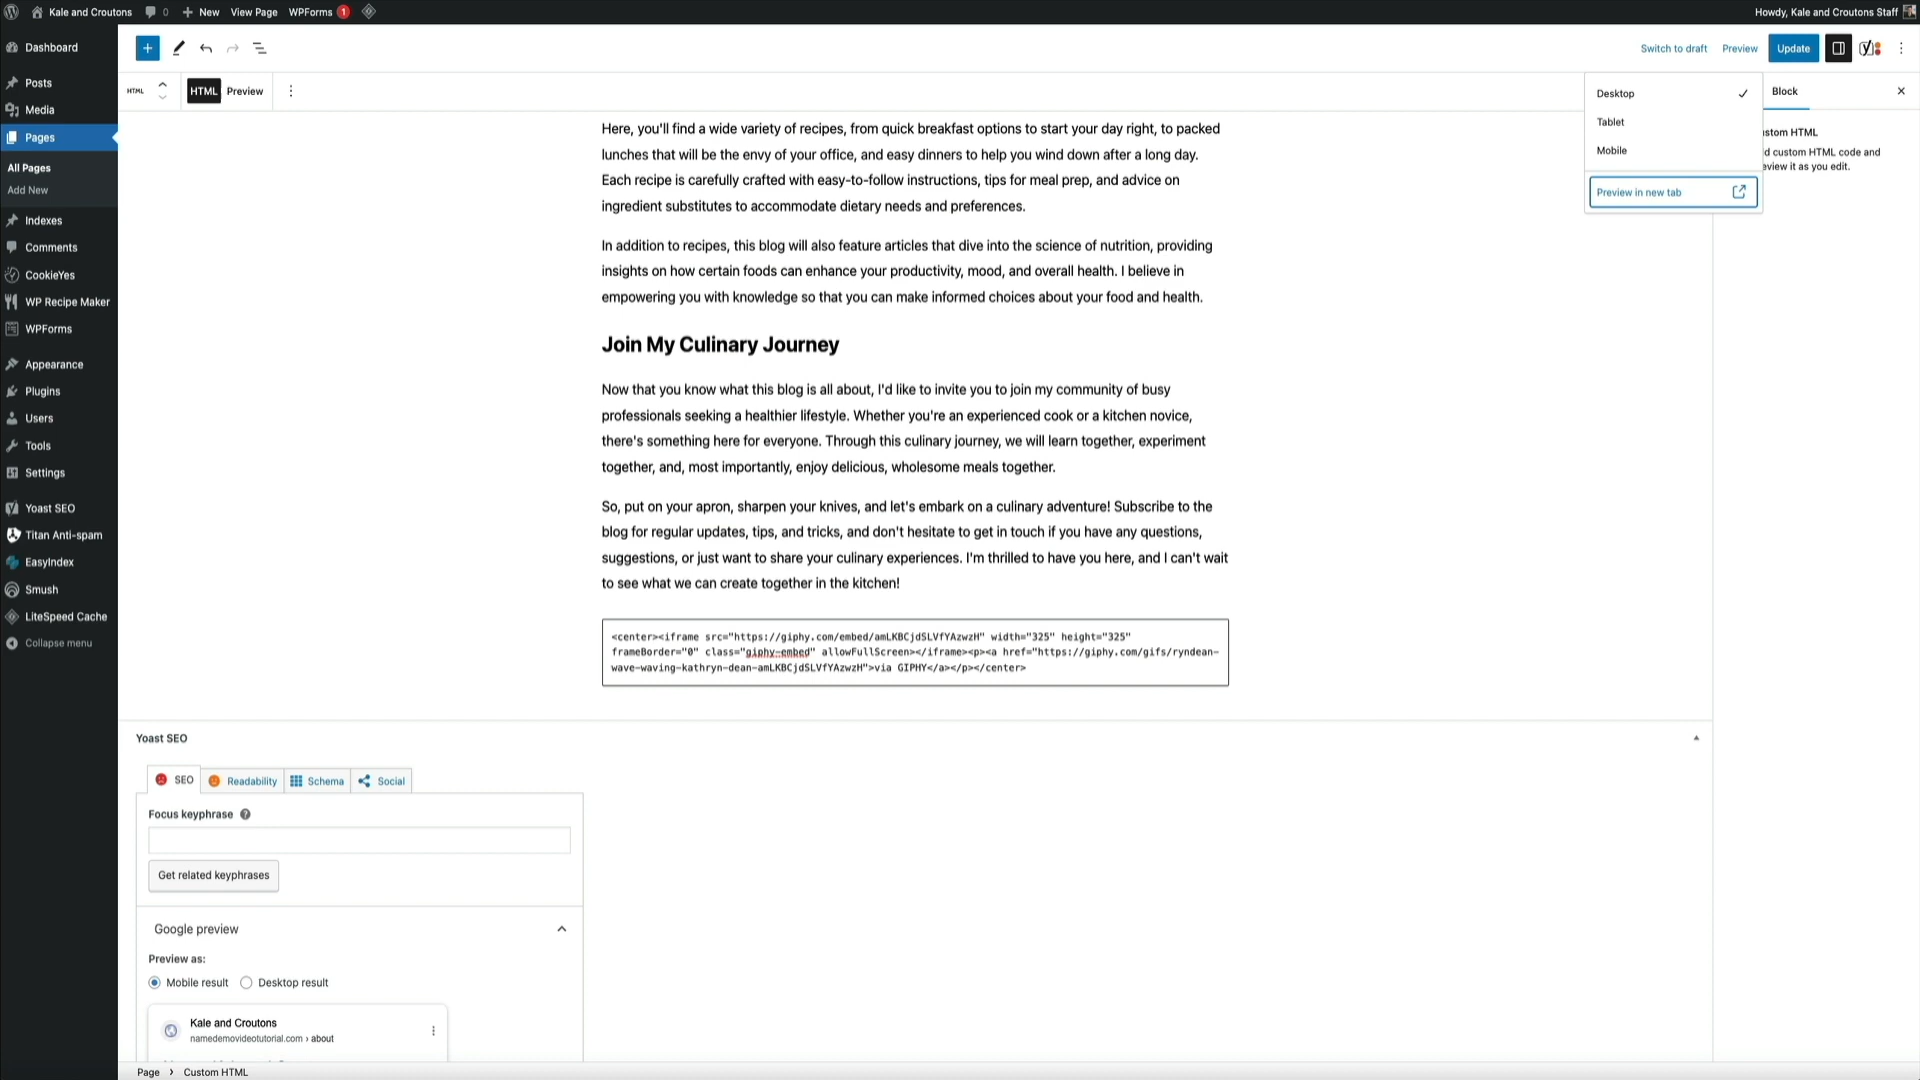 Kale and Croutons
0
New
View Page
WPForms
1
Howdy, Kale and Croutons Staff
Dashboard
Posts
Media
Pages
All Pages
Add New
Indexes
Comments
CookieYes
WP Recipe Maker
WPForms
Appearance
Plugins
Users
Tools
Settings
Yoast SEO
Titan Anti-spam
EasyIndex
Smush
LiteSpeed Cache
Collapse menu
Switch to draft
Preview
Update
HTML
HTML
Preview
Desktop
Tablet
Mobile
Preview in new tab
Block
stom HTML
d custom HTML code and
eview it as you edit.
Here, you'll find a wide variety of recipes, from quick breakfast options to start your day right, to packed
lunches that will be the envy of your office, and easy dinners to help you wind down after a long day.
Each recipe is carefully crafted with easy-to-follow instructions, tips for meal prep, and advice on
ingredient substitutes to accommodate dietary needs and preferences.
In addition to recipes, this blog will also feature articles that dive into the science of nutrition, providing
insights on how certain foods can enhance your productivity, mood, and overall health. I believe in
empowering you with knowledge so that you can make informed choices about your food and health.
Join My Culinary Journey
Now that you know what this blog is all about, I'd like to invite you to join my community of busy
professionals seeking a healthier lifestyle. Whether you're an experienced cook or a kitchen novice,
there's something here for everyone. Through this culinary journey, we will learn together, experiment
together, and, most importantly, enjoy delicious, wholesome meals together.
So, put on your apron, sharpen your knives, and let's embark on a culinary adventure! Subscribe to the
blog for regular updates, tips, and tricks, and don't hesitate to get in touch if you have any questions,
suggestions, or just want to share your culinary experiences. I'm thrilled to have you here, and I can't wait
to see what we can create together in the kitchen!
<center><iframe src="https://giphy.com/embed/amLKBCjdSLVfYAzwzH" width="325" height="325"
frameBorder="0" class="giphy-embed" allowFullScreen></iframe><p><a href="https://giphy.com/gifs/ryndean-
wave-waving-kathryn-dean-amLKBCjdSLVfYAzwzH">via GIPHY</a></p></center>
Yoast SEO
SEO
Readability
Schema
Social
Focus keyphrase
Get related keyphrases
Google preview
Preview as:
Mobile result
Desktop result
Kale and Croutons
namedemovideotutorial.com › about
Page › Custom HTML